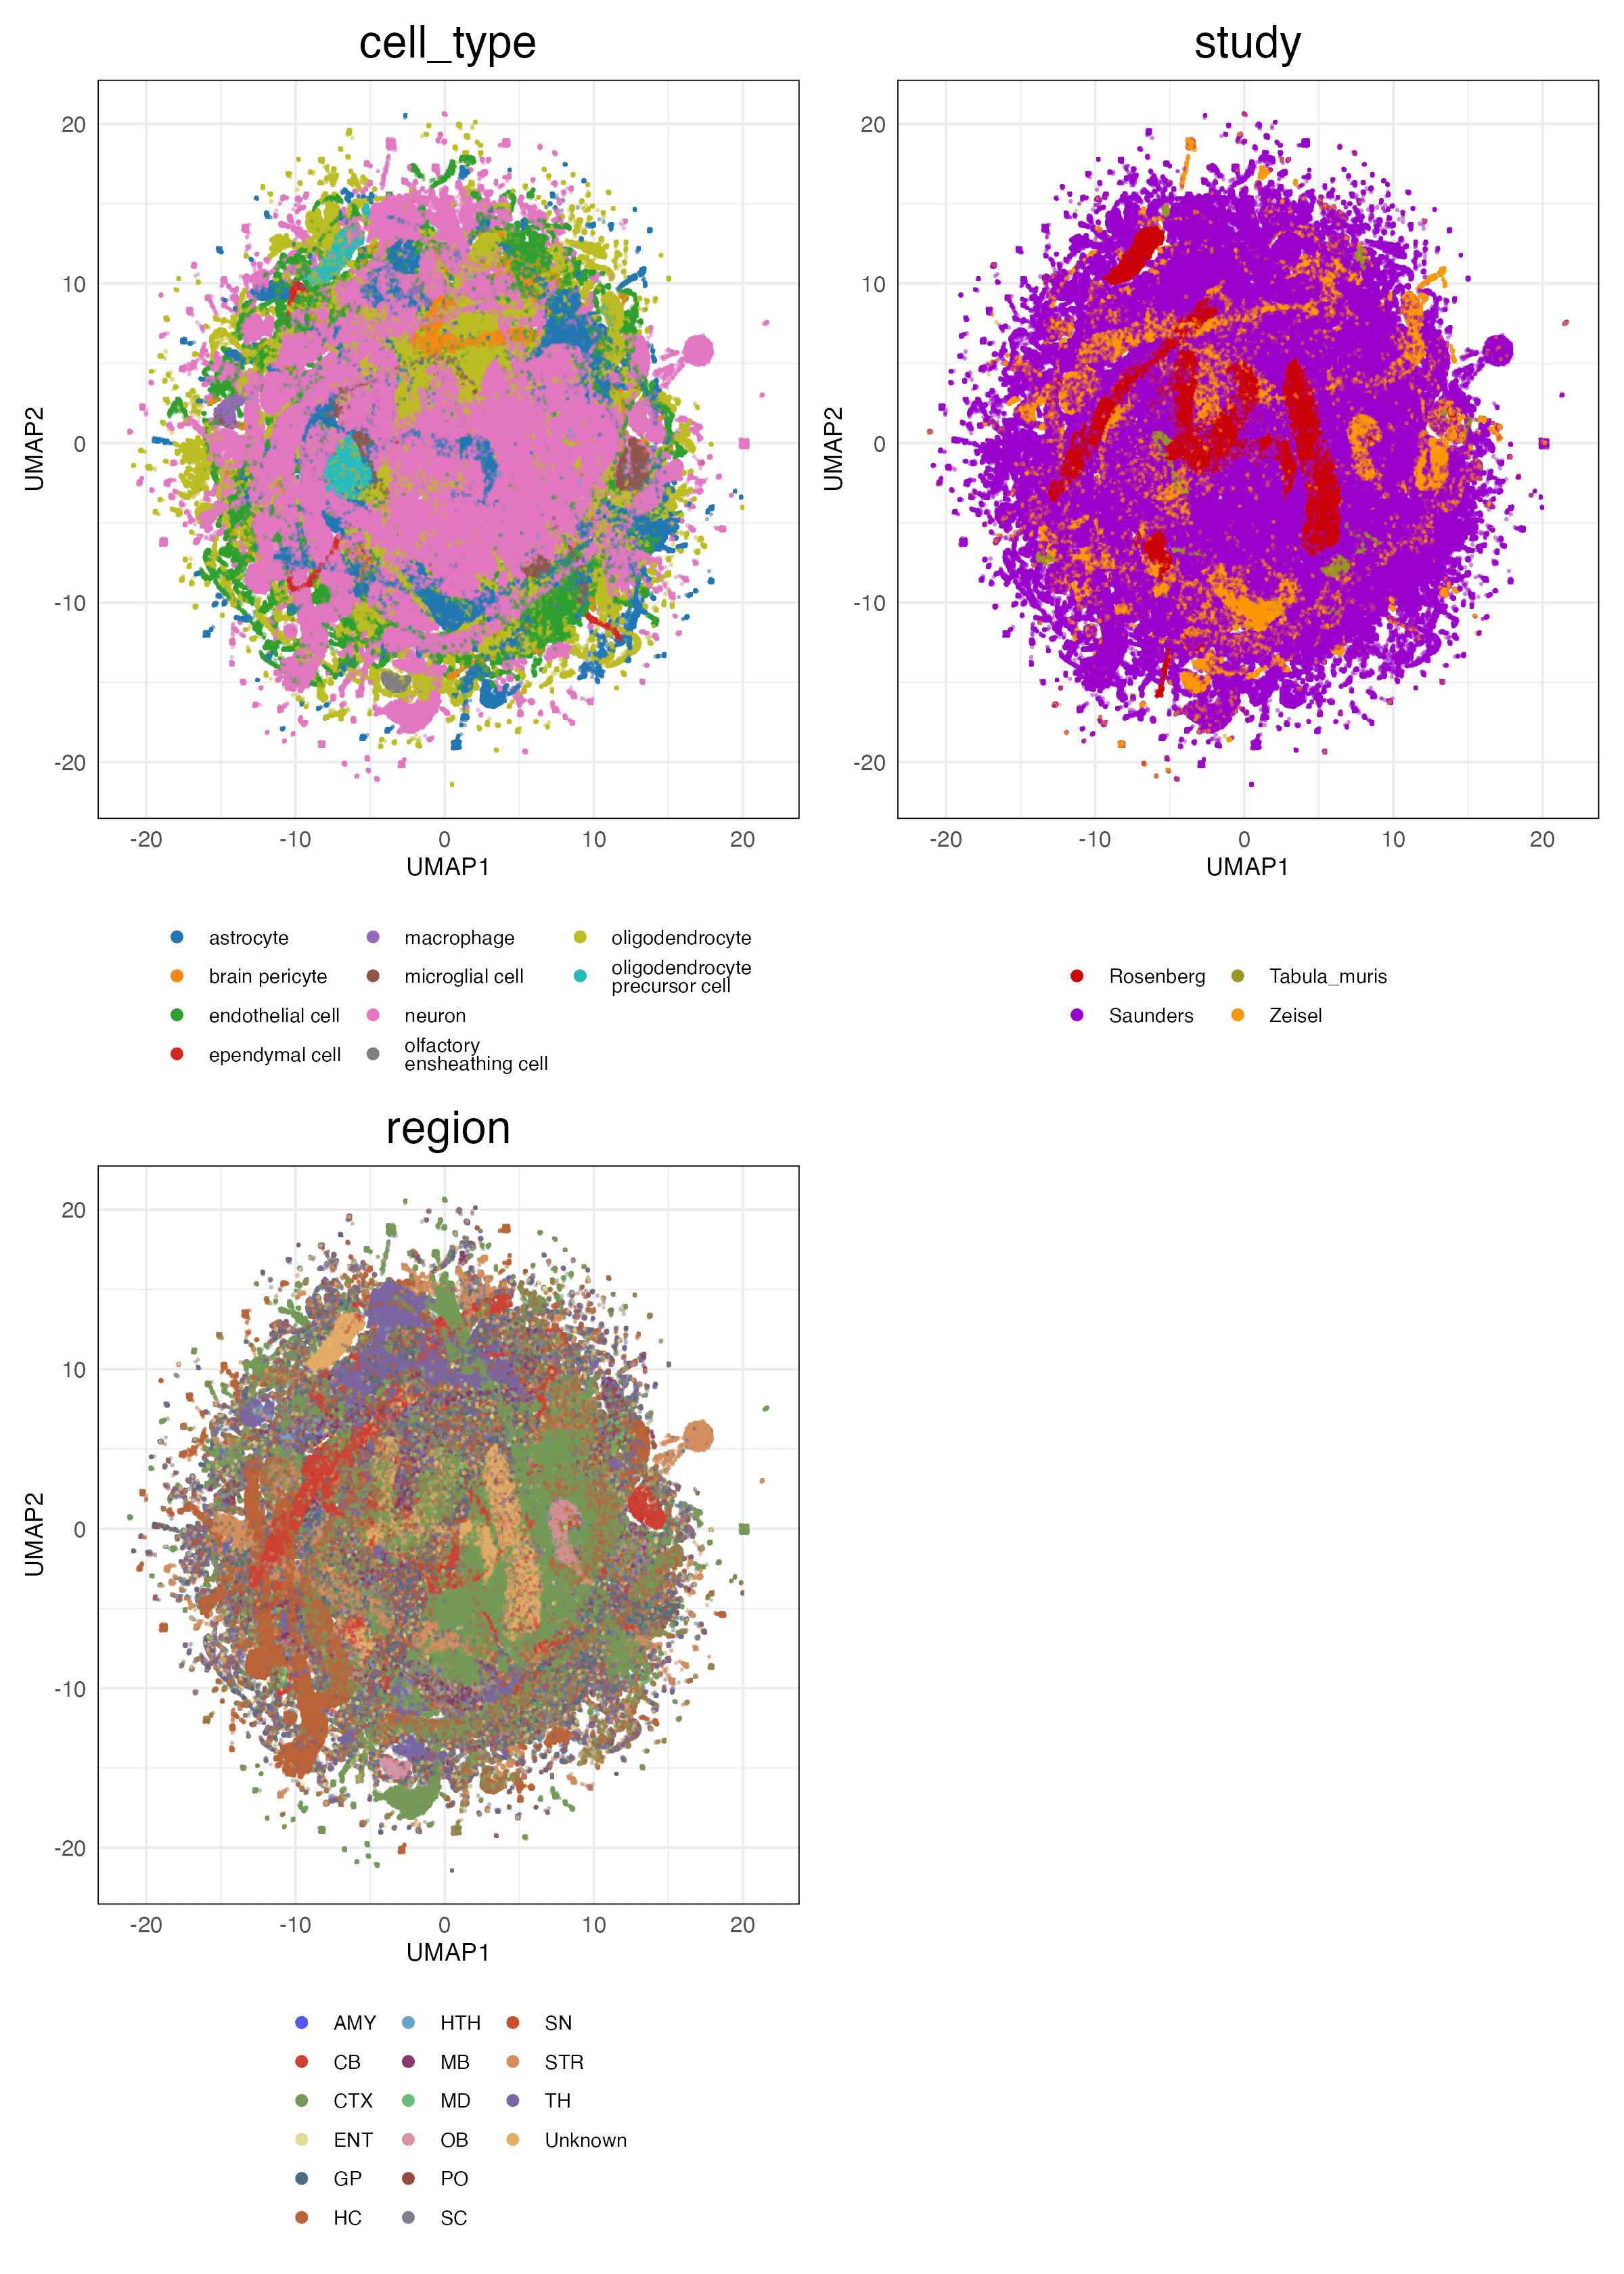 cell_type
study
20
10
0
-10
-20
UMAP2
-20 -10 0 10 20
UMAP1
20
10
0
-10
-20
UMAP2
-20 -10 0 10 20
UMAP1
astrocyte
brain pericyte
endothelial cell
ependymal cell
macrophage
microglial cell
neuron
olfactory
ensheathing cell
oligodendrocyte
oligodendrocyte
precursor cell
Rosenberg
Saunders
Tabula_muris
Zeisel
region
20
10
0
-10
-20
UMAP2
-20 -10 0 10 20
UMAP1
AMY
CB
CTX
ENT
GP
HC
HTH
MB
MD
OB
PO
SC
SN
STR
TH
Unknown